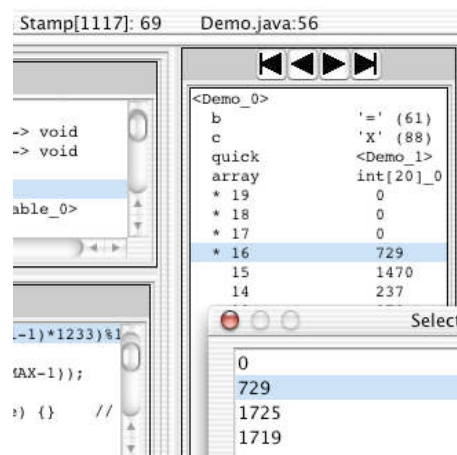 Stamp[1117]: 69 Demo.java:56
-> void
-> void
able_0>
-1)*1233)%1
MAX-1));
e) {} //
<Demo_0>
b '=' (61)
c 'X' (88)
quick <Demo_1>
array int[20]_0
* 19 0
* 18 0
* 17 0
* 16 729
15 1470
14 237
Select
0
729
1725
1719